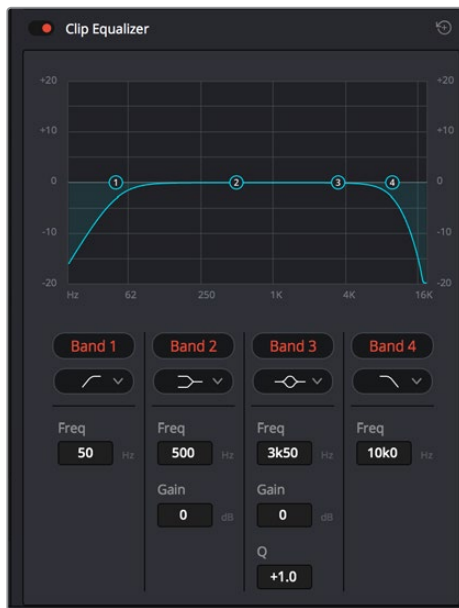 Clip Equalizer
+20 +20
+10 +10
0 0
-10 -10
-20 -20
1 2 3 4
Hz 62 250 1K 4K 16K
Band 1 Band 2 Band 3 Band 4
Freq Freq Freq Freq
50 Hz 500 Hz 3k50 Hz 10k0 Hz
Gain Gain
0 dB 0 dB
Q
+1.0